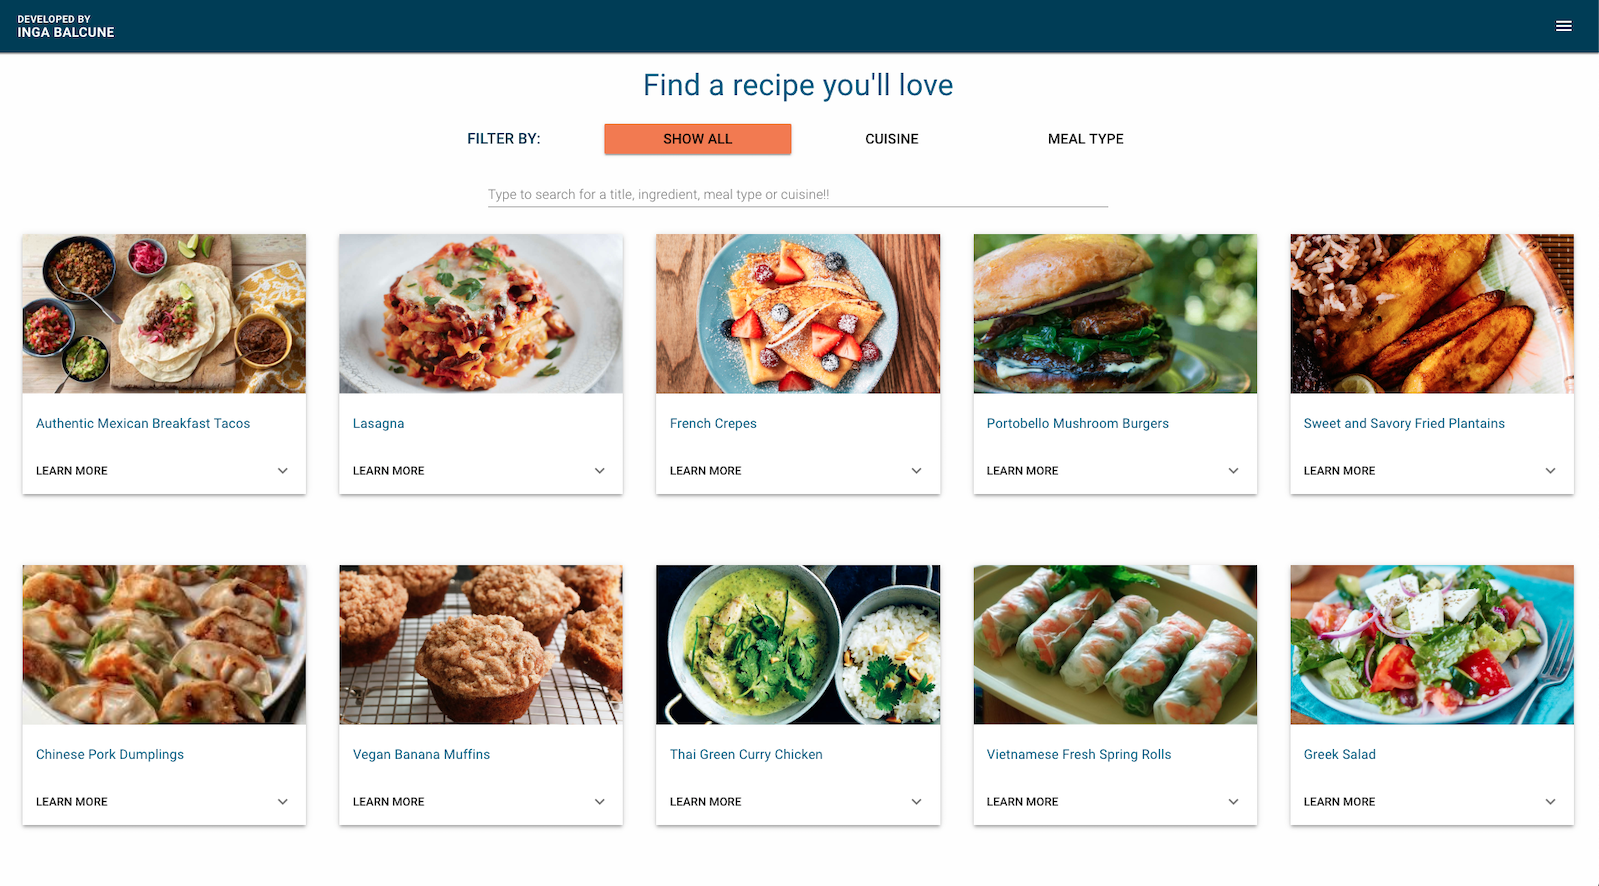 DEVELOPED BY
INGA BALCUNE
Find a recipe you'll love
FILTER BY:
SHOW ALL
CUISINE
MEAL TYPE
Type to search for a title, ingredient, meal type or cuisine!!
Authentic Mexican Breakfast Tacos
LEARN MORE
Lasagna
LEARN MORE
French Crepes
LEARN MORE
Portobello Mushroom Burgers
LEARN MORE
Sweet and Savory Fried Plantains
LEARN MORE
Chinese Pork Dumplings
LEARN MORE
Vegan Banana Muffins
LEARN MORE
Thai Green Curry Chicken
LEARN MORE
Vietnamese Fresh Spring Rolls
LEARN MORE
Greek Salad
LEARN MORE